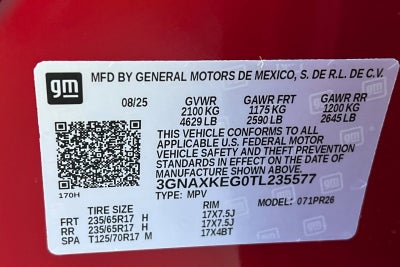 gm
MFD BY GENERAL MOTORS DE MEXICO, S. DE R.L. DE C.V.
08/25 GVWR GAWR FRT GAWR RR
2100 KG 1175 KG 1200 KG
4629 LB 2590 LB 2645 LB
THIS VEHICLE CONFORMS TO ALL
APPLICABLE U.S. FEDERAL MOTOR
VEHICLE SAFETY AND THEFT PREVENTION
STANDARDS IN EFFECT ON THE DATE OF
MANUFACTURE SHOWN ABOVE.
3GNAXKEG0TL235577
170H TYPE: MPV MODEL: 071PR26
TIRE SIZE RIM
FRT 235/65R17 H 17X7.5J
RR 235/65R17 H 17X7.5J
SPA T125/70R17 M 17X4BT